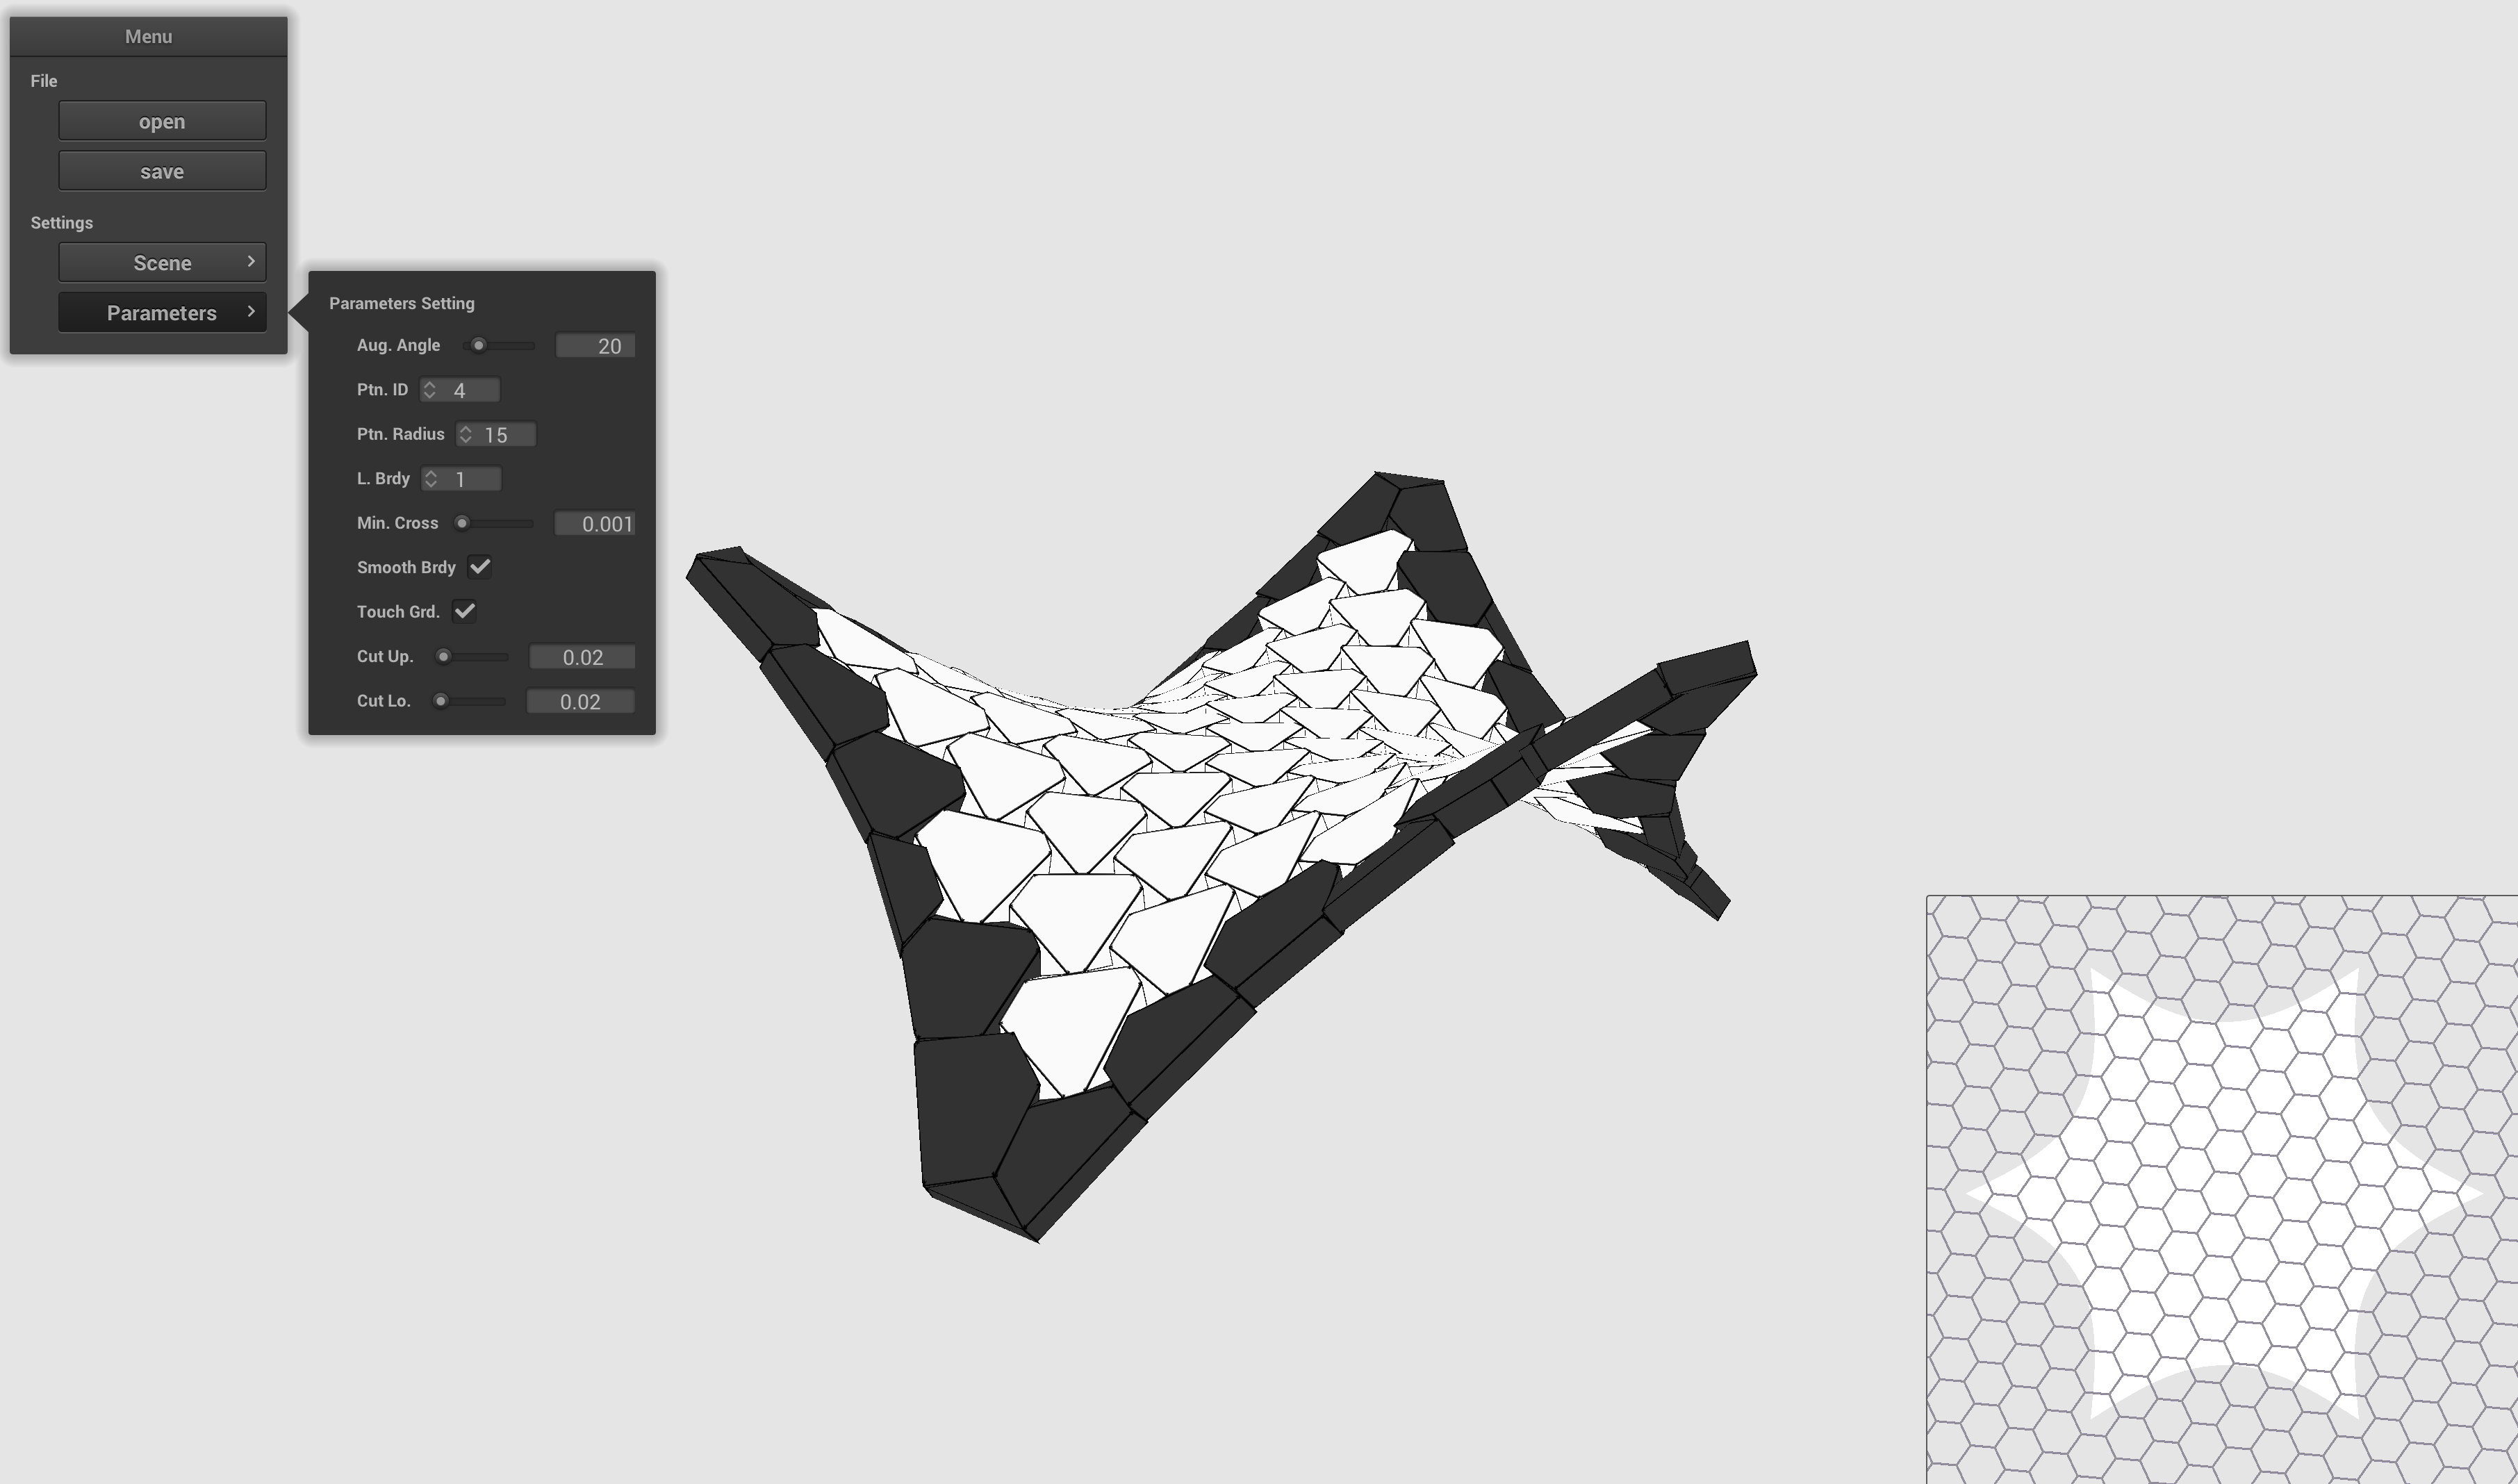 Menu
File
open
save
Settings
Scene
Parameters
Parameters Setting
Aug. Angle 20
Ptn. ID 4
Ptn. Radius 15
L. Brdy 1
Min. Cross 0.001
Smooth Brdy
Touch Grd.
Cut Up. 0.02
Cut Lo. 0.02